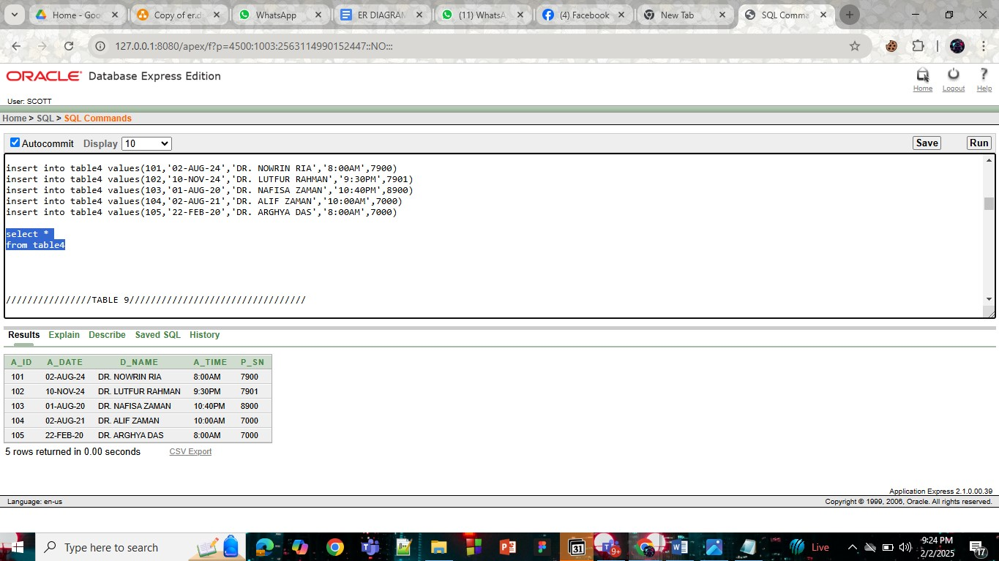 Home - Goo
Copy of er.d
WhatsApp
ER DIAGRAM
(11) WhatsA
(4) Facebook
New Tab
SQL Comma
127.0.0.1:8080/apex/f?p=4500:1003:2563114990152447::NO:::
ORACLE Database Express Edition
Home Logout Help
User: SCOTT
Home > SQL > SQL Commands
Autocommit Display 10
Save Run
insert into table4 values(101,'02-AUG-24','DR. NOWRIN RIA','8:00AM',7900)
insert into table4 values(102,'10-NOV-24','DR. LUTFUR RAHMAN','9:30PM',7901)
insert into table4 values(103,'01-AUG-20','DR. NAFISA ZAMAN','10:40PM',8900)
insert into table4 values(104,'02-AUG-21','DR. ALIF ZAMAN','10:00AM',7000)
insert into table4 values(105,'22-FEB-20','DR. ARGHYA DAS','8:00AM',7000)
select *
from table4
////////////////TABLE 9/////////////////////////////////
Results Explain Describe Saved SQL History
A_ID A_DATE D_NAME A_TIME P_SN
101 02-AUG-24 DR. NOWRIN RIA 8:00AM 7900
102 10-NOV-24 DR. LUTFUR RAHMAN 9:30PM 7901
103 01-AUG-20 DR. NAFISA ZAMAN 10:40PM 8900
104 02-AUG-21 DR. ALIF ZAMAN 10:00AM 7000
105 22-FEB-20 DR. ARGHYA DAS 8:00AM 7000
5 rows returned in 0.00 seconds CSV Export
Application Express 2.1.0.00.39
Language: en-us Copyright © 1999, 2006, Oracle. All rights reserved.
Type here to search
31
9+
Live
9:24 PM
2/2/2025
17